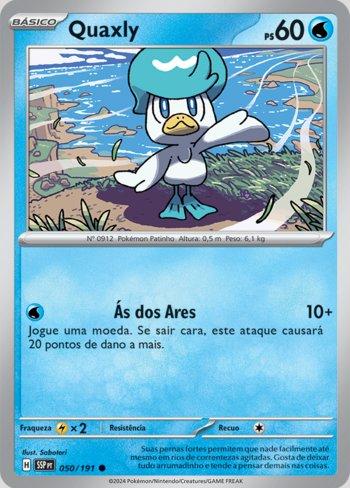 BÁSICO
Quaxly
PS60
Nº 0912 Pokémon Patinho Altura: 0,5 m Peso: 6,1 kg
Ás dos Ares 10+
Jogue uma moeda. Se sair cara, este ataque causará
20 pontos de dano a mais.
Fraqueza ×2 Resistência Recuo
Ilust. Saboteri
Suas pernas fortes permitem que nade facilmente até
mesmo em rios de correntezas agitadas. Gosta de deixar
tudo arrumadinho e tende a pensar demais nas coisas.
H SSP PT 050/191
©2024 Pokémon/Nintendo/Creatures/GAME FREAK